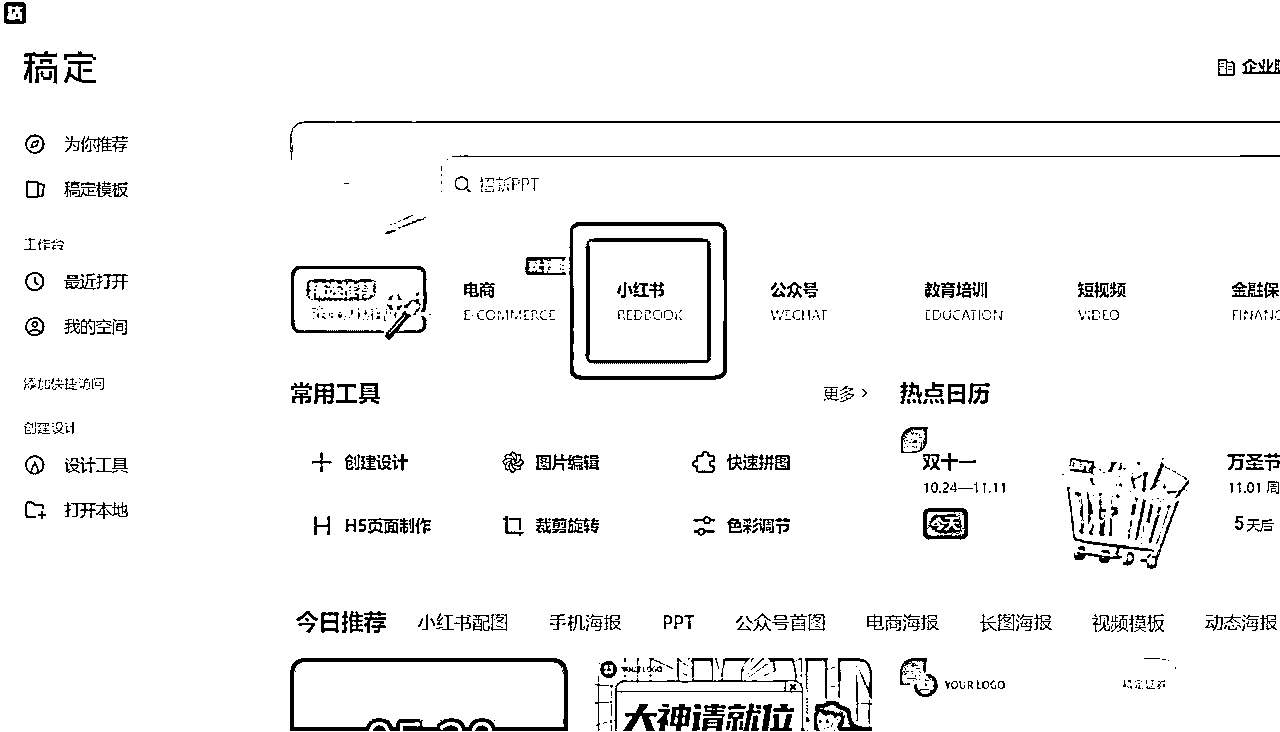 稿定
企业
为你推荐
稿定模板
工作台
最近打开
我的空间
添加快捷访问
创建设计
设计工具
打开本地
招新PPT
精选推荐
电商
E-COMMERCE
小红书
REDBOOK
公众号
WECHAT
教育培训
EDUCATION
短视频
VIDEO
金融保
FINANC
常用工具
更多 >
创建设计
图片编辑
快速拼图
H5页面制作
裁剪旋转
色彩调节
热点日历
双十一
10.24—11.11
今天
万圣节
11.01 周
5 天后
今日推荐
小红书配图
手机海报
PPT
公众号首图
电商海报
长图海报
视频模板
动态海报
YOUR LOGO
大神请就位
YOUR LOGO